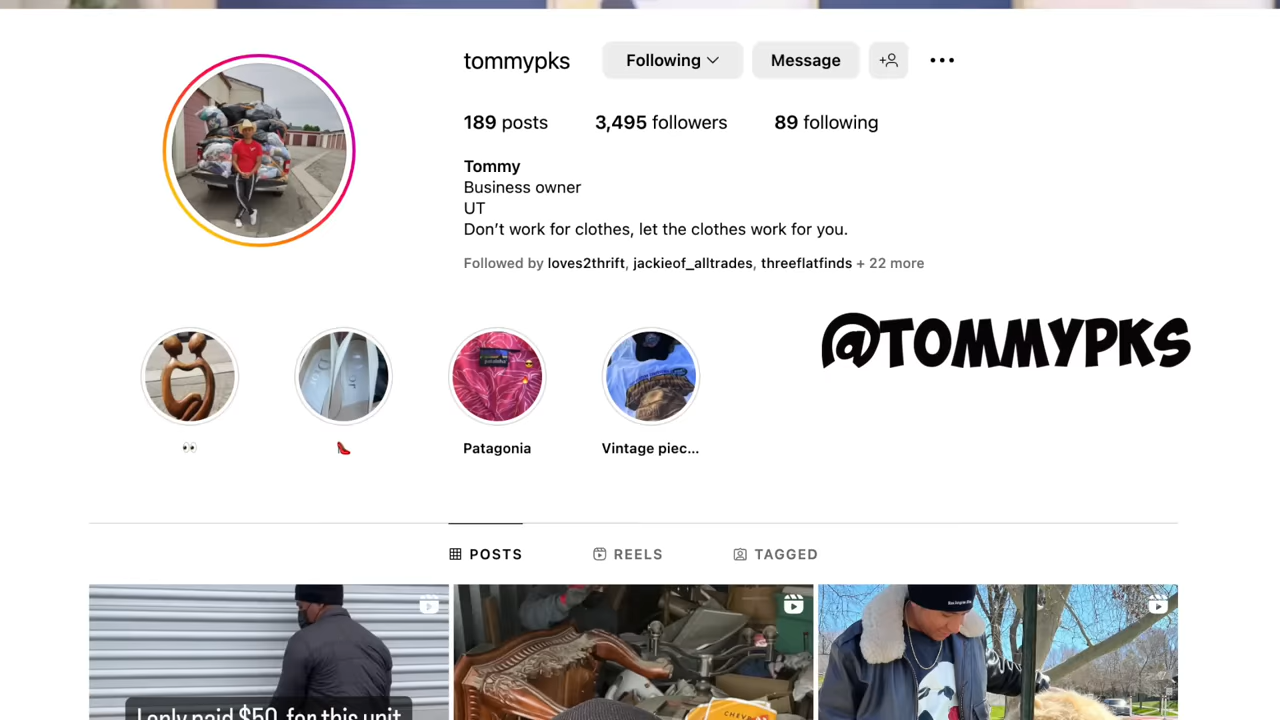 tommypks Following Message
189 posts 3,495 followers 89 following
Tommy
Business owner
UT
Don’t work for clothes, let the clothes work for you.
Followed by loves2thrift, jackieof_alltrades, threeflatfinds + 22 more
@TOMMYPKS
Patagonia Vintage piec...
POSTS REELS TAGGED
I only paid $50 for this unit
CHEV